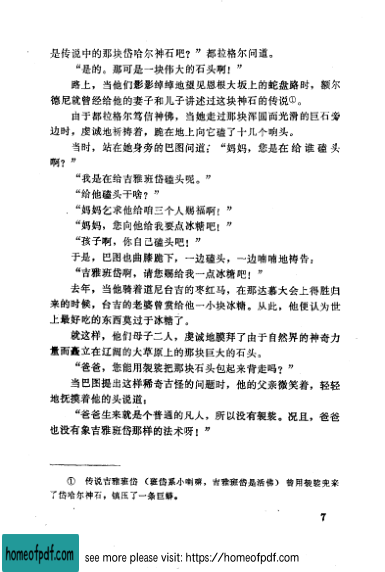 是传说中的那块岱哈尔神石吧？”都拉格尔问道。
“是的。那可是一块伟大的石头啊！”
路上，当他们影影绰绰地望见恩根大坂上的蛇盘路时，额尔
德尼就曾经给他的妻子和儿子讲述过这块神石的传说①。
由于都拉格尔笃信神佛，当她走过那块浑圆而光滑的巨石旁
边时，虔诚地祈祷着，跪在地上向它磕了十几个响头。
当时，站在她身旁的巴图问道：“妈妈，您是在给谁磕头
啊？”
“我是在给吉雅班岱磕头呢。”
“给他磕头干啥？”
“妈妈乞求他给咱三个人赐福啊！”
“妈妈，您向他给我要点冰糖吧！”
“孩子啊，你自己磕头吧！”
于是，巴图也曲膝跪下，一边磕头，一边喃喃地祷告：
“吉雅班岱啊，请您赐给我一点冰糖吧！”
去年，当他骑着道尼台吉的枣红马，在那达慕大会上得胜归
来的时候，台吉的老婆曾赏给他一小块冰糖。从此，他便认为世
上最好吃的东西莫过于冰糖了。
就这样，他们母子二人，虔诚地膜拜了由于自然界的神奇力
量而矗立在辽阔的大草原上的那块巨大的石头。
“爸爸，您能用袈裟把那块石头包起来背走吗？”
当巴图提出这样稀奇古怪的问题时，他的父亲微笑着，轻轻
地抚摸着他的头说道：
“爸爸生来就是个普通的凡人，所以没有袈裟。况且，爸爸
也没有象吉雅班岱那样的法术呀！”
① 传说吉雅班岱（班岱系小喇嘛，吉雅班岱是活佛）曾用袈裟兜来
了岱哈尔神石，镇压了一条巨蟒。
7
homeofpdf.com
see more please visit: https://homeofpdf.com